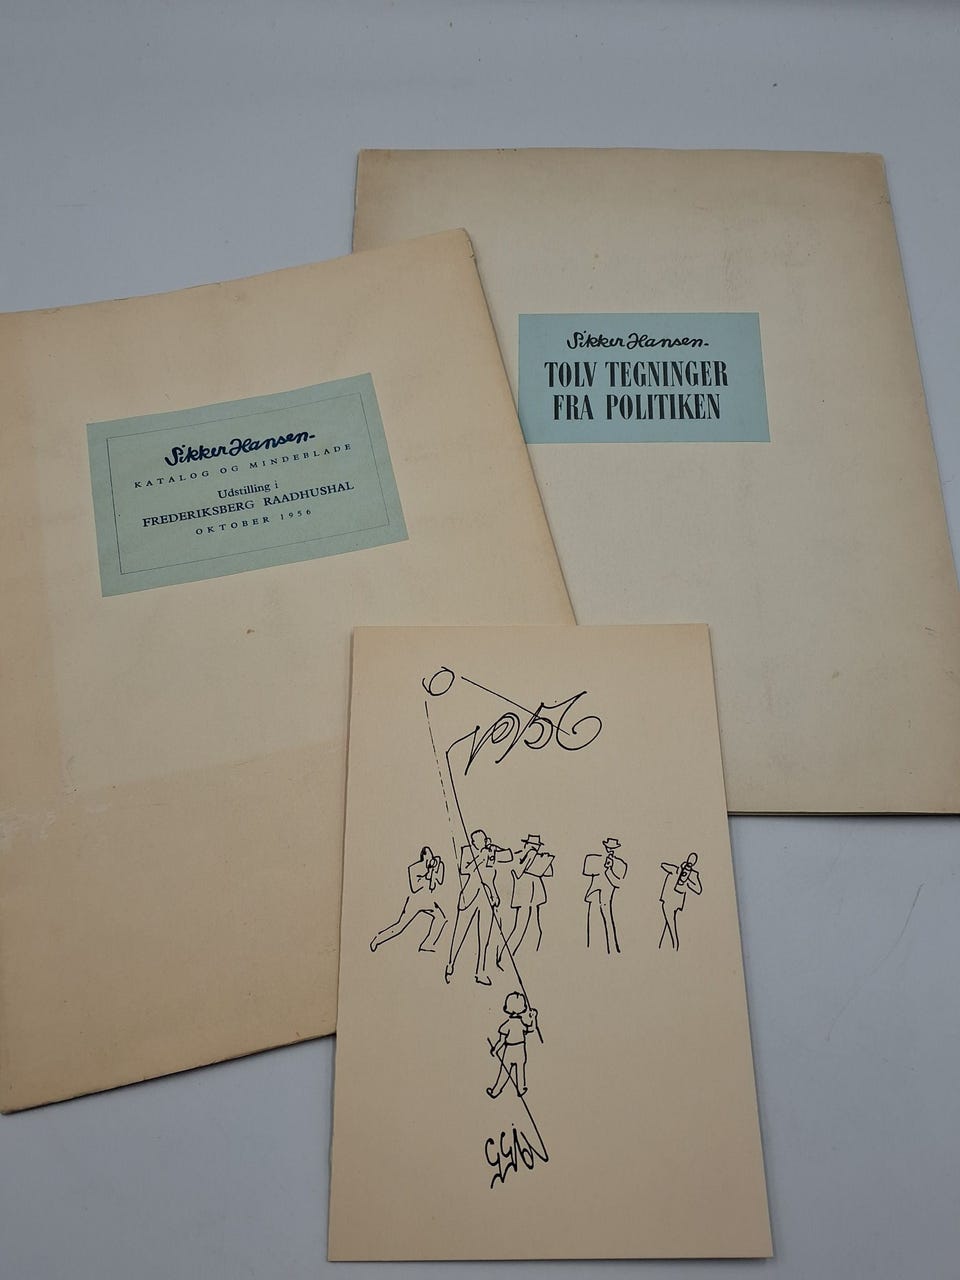 Sikker Hansen-
KATALOG OG MINDEBLADE
Udstilling i
FREDERIKSBERG RAADHUSHAL
OKTOBER 1956
Sikker Hansen-
TOLV TEGNINGER
FRA POLITIKEN
1956